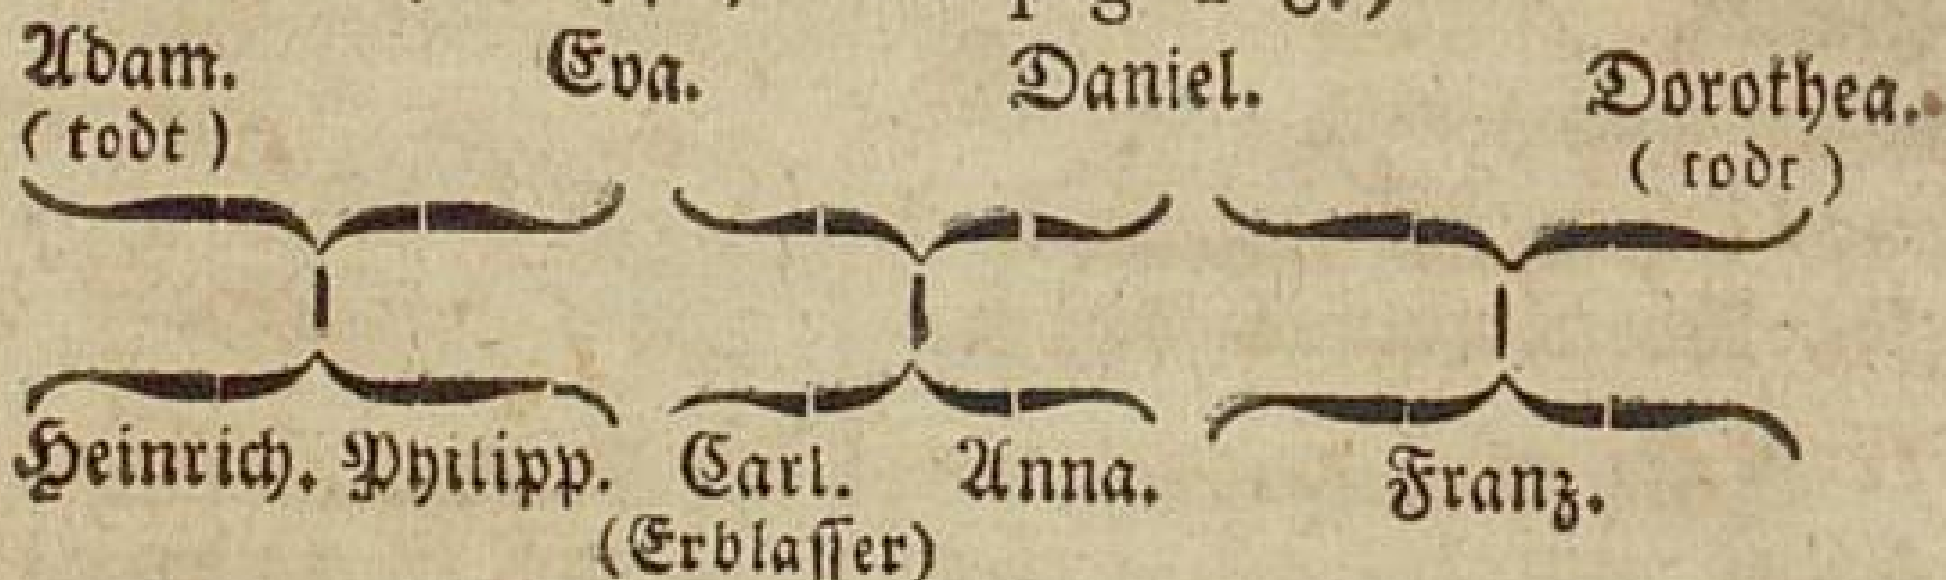 Adam. Eva. Daniel. Dorothea.
( todt ) ( todt )
Heinrich. Philipp. Carl. Anna. Franz.
(Erblaſſer)